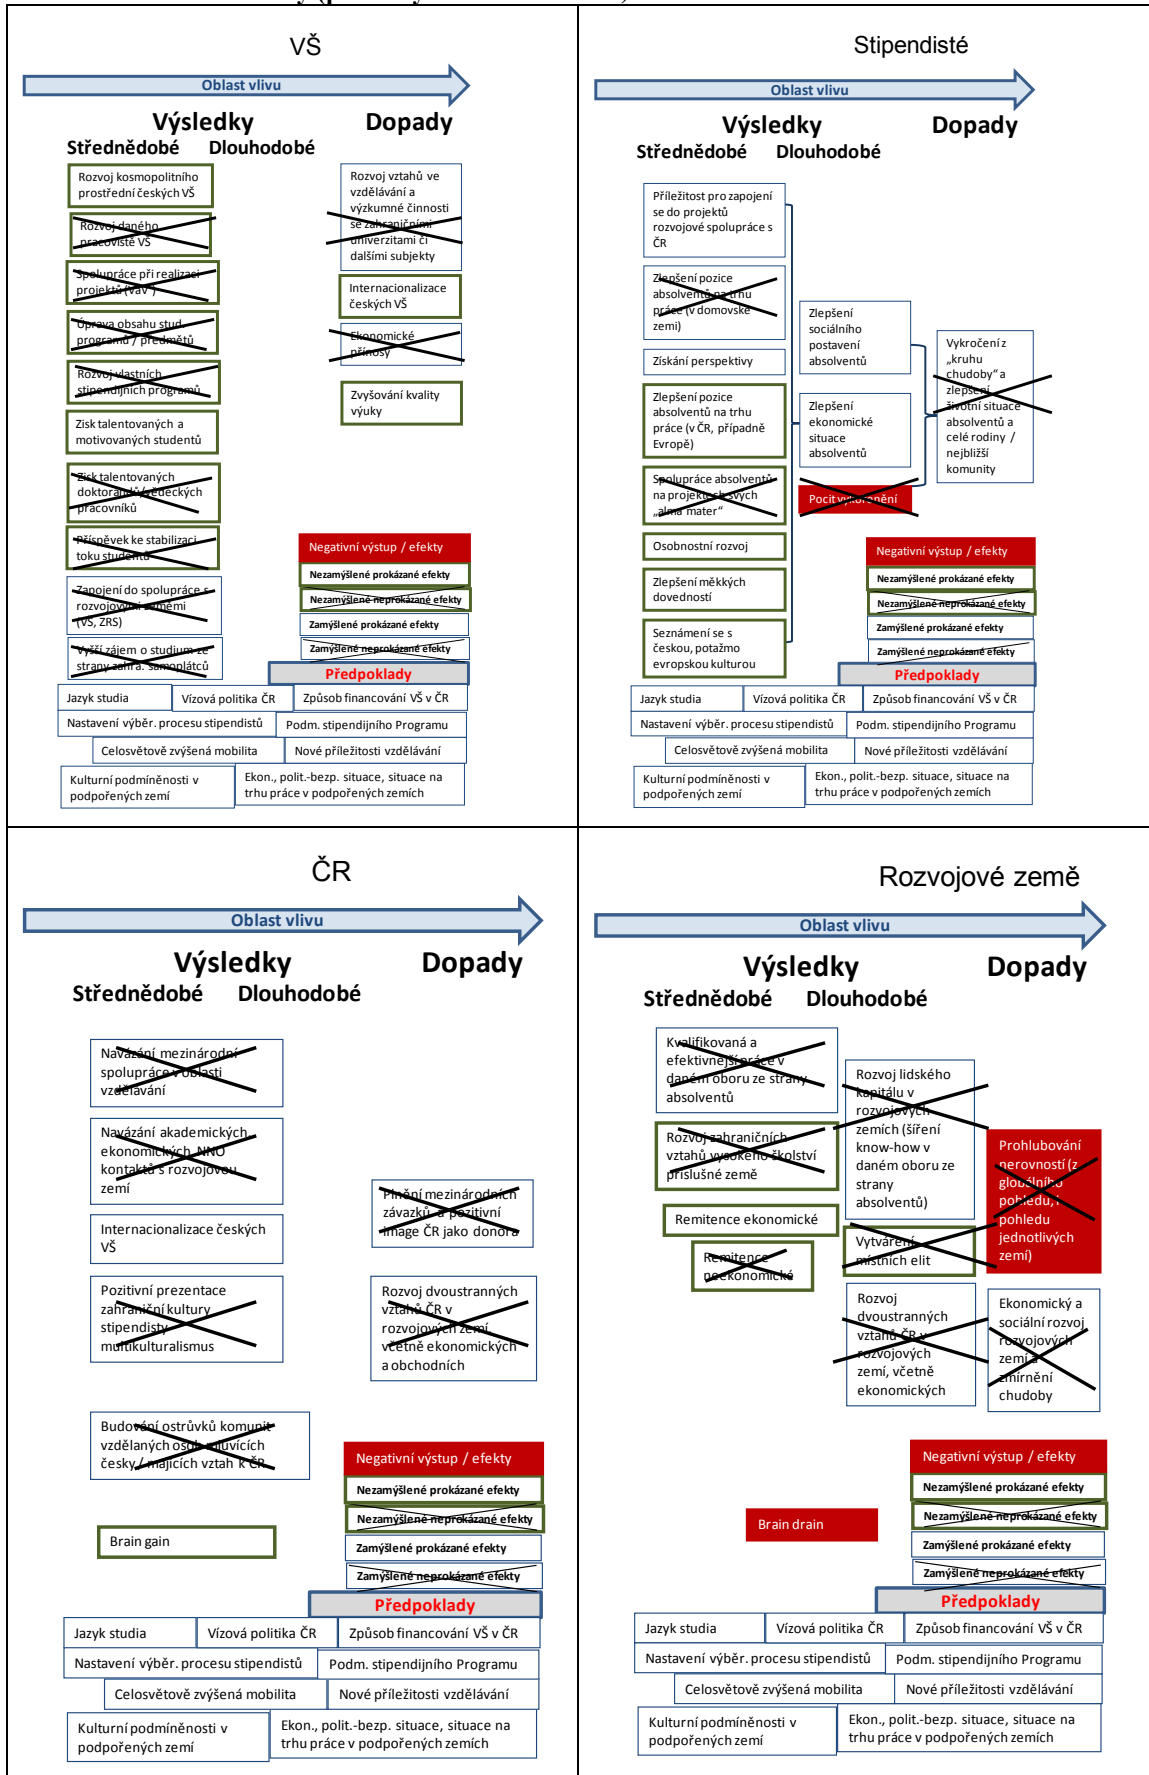 VŠ
Oblast vlivu
Výsledky
Dopady
Střednědobé
Dlouhodobé
Rozvoj kosmopolitního
prostřední českých VŠ
Rozvoj daného
pracoviště VŠ
Spolupráce při realizaci
projektů (VaV )
Úprava obsahu stud.
programů / předmětů
Rozvoj vlastních
stipendijních programů
Zisk talentovaných a
motivovaných studentů
Zisk talentovaných
doktorandů/vědeckých
pracovníků
Příspěvek ke stabilizaci
toku studentů
Zapojení do spolupráce s
rozvojovými zeměmi
(VŠ, ZRS)
Vyšší zájem o studium ze
strany zahra. samoplátců
Rozvoj vztahů ve
vzdělávání a
výzkumné činnosti
se zahraničními
univerzitami či
dalšími subjekty
Internacionalizace
českých VŠ
Ekonomické
přínosy
Zvyšování kvality
výuky
Negativní výstup / efekty
Nezamýšlené prokázané efekty
Nezamýšlené neprokázané efekty
Zamýšlené prokázané efekty
Zamýšlené neprokázané efekty
Předpoklady
Jazyk studia
Vízová politika ČR
Způsob financování VŠ v ČR
Nastavení výběr. procesu stipendistů
Podm. stipendijního Programu
Celosvětově zvýšená mobilita
Nové příležitosti vzdělávání
Kulturní podmíněnosti v
podpořených zemí
Ekon., polit.-bezp. situace, situace na
trhu práce v podpořených zemích
Stipendisté
Oblast vlivu
Výsledky
Dopady
Střednědobé
Dlouhodobé
Příležitost pro zapojení
se do projektů
rozvojové spolupráce s
ČR
Zlepšení pozice
absolventů na trhu
práce (v domovské
zemi)
Získání perspektivy
Zlepšení pozice
absolventů na trhu
práce (v ČR, případně
Evropě)
Spolupráce absolventů
na projektech svých
„alma mater“
Osobnostní rozvoj
Zlepšení měkkých
dovedností
Seznámení se s
českou, potažmo
evropskou kulturou
Zlepšení
sociálního
postavení
absolventů
Zlepšení
ekonomické
situace
absolventů
Pocit vykořenění
Vykročení z
„kruhu
chudoby“ a
zlepšení
životní situace
absolventů a
celé rodiny /
nejbližší
komunity
Negativní výstup / efekty
Nezamýšlené prokázané efekty
Nezamýšlené neprokázané efekty
Zamýšlené prokázané efekty
Zamýšlené neprokázané efekty
Předpoklady
Jazyk studia
Vízová politika ČR
Způsob financování VŠ v ČR
Nastavení výběr. procesu stipendistů
Podm. stipendijního Programu
Celosvětově zvýšená mobilita
Nové příležitosti vzdělávání
Kulturní podmíněnosti v
podpořených zemí
Ekon., polit.-bezp. situace, situace na
trhu práce v podpořených zemích
ČR
Oblast vlivu
Výsledky
Dopady
Střednědobé
Dlouhodobé
Navázání mezinárodní
spolupráce v oblasti
vzdělávání
Navázání akademických,
ekonomických, NNO
kontaktů s rozvojovou
zemí
Internacionalizace českých
VŠ
Pozitivní prezentace
zahraniční kultury
stipendisty
multikulturalismus
Budování ostrůvků komunit
vzdělaných osob mluvících
česky / majících vztah k ČR
Brain gain
Plnění mezinárodních
závazků a pozitivní
image ČR jako donora
Rozvoj dvoustranných
vztahů ČR v
rozvojových zemí,
včetně ekonomických
a obchodních
Negativní výstup / efekty
Nezamýšlené prokázané efekty
Nezamýšlené neprokázané efekty
Zamýšlené prokázané efekty
Zamýšlené neprokázané efekty
Předpoklady
Jazyk studia
Vízová politika ČR
Způsob financování VŠ v ČR
Nastavení výběr. procesu stipendistů
Podm. stipendijního Programu
Celosvětově zvýšená mobilita
Nové příležitosti vzdělávání
Kulturní podmíněnosti v
podpořených zemí
Ekon., polit.-bezp. situace, situace na
trhu práce v podpořených zemích
Rozvojové země
Oblast vlivu
Výsledky
Dopady
Střednědobé
Dlouhodobé
Kvalifikovaná a
efektivnější práce v
daném oboru ze strany
absolventů
Rozvoj zahraničních
vztahů vysokého školství
příslušné země
Remitence ekonomické
Remitence
neekonomické
Brain drain
Rozvoj lidského
kapitálu v
rozvojových
zemích (šíření
know-how v
daném oboru ze
strany
absolventů)
Vytváření
místních elit
Rozvoj
dvoustranných
vztahů ČR v
rozvojových
zemí, včetně
ekonomických
Prohlubování
nerovností (z
globálního
pohledu, i
pohledu
jednotlivých
zemí)
Ekonomický a
sociální rozvoj
rozvojových
zemí a
zmírnění
chudoby
Negativní výstup / efekty
Nezamýšlené prokázané efekty
Nezamýšlené neprokázané efekty
Zamýšlené prokázané efekty
Zamýšlené neprokázané efekty
Předpoklady
Jazyk studia
Vízová politika ČR
Způsob financování VŠ v ČR
Nastavení výběr. procesu stipendistů
Podm. stipendijního Programu
Celosvětově zvýšená mobilita
Nové příležitosti vzdělávání
Kulturní podmíněnosti v
podpořených zemí
Ekon., polit.-bezp. situace, situace na
trhu práce v podpořených zemích